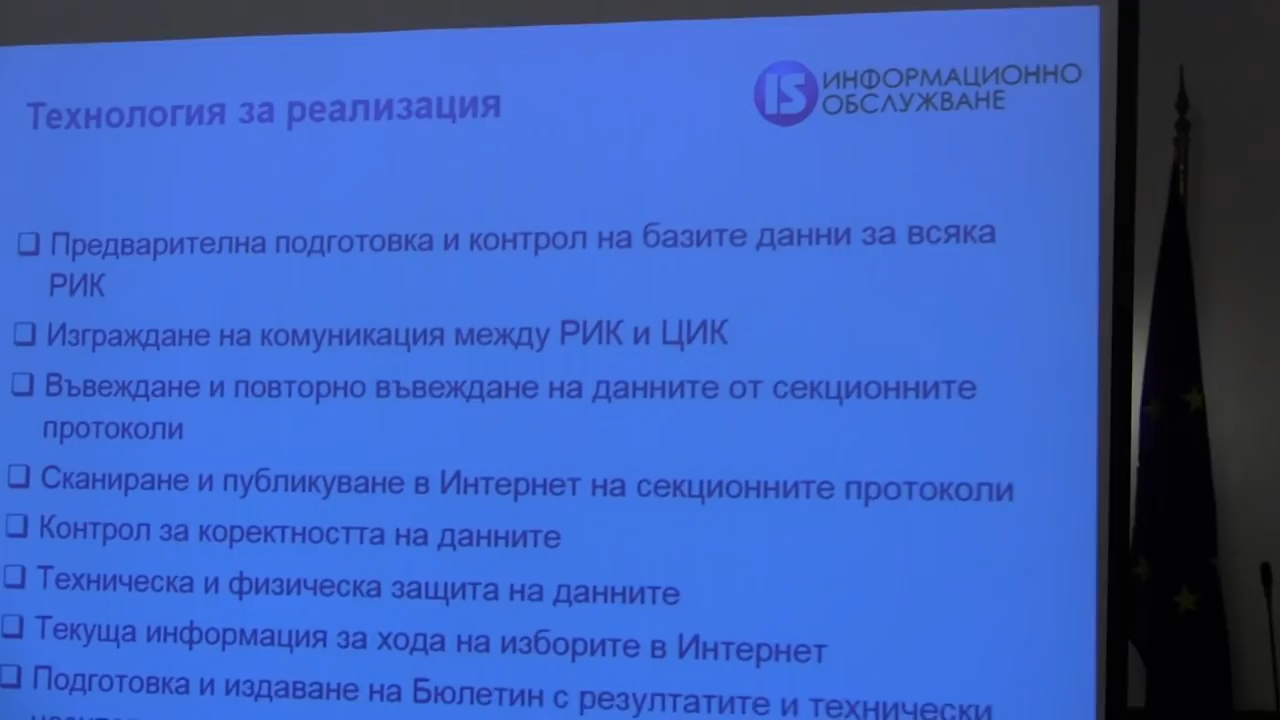 Технология за реализация
IS ИНФОРМАЦИОННО
ОБСЛУЖВАНЕ
❑ Предварителна подготовка и контрол на базите данни за всяка
РИК
❑ Изграждане на комуникация между РИК и ЦИК
❑ Въвеждане и повторно въвеждане на данните от секционните
протоколи
❑ Сканиране и публикуване в Интернет на секционните протоколи
❑ Контрол за коректността на данните
❑ Техническа и физическа защита на данните
❑ Текуща информация за хода на изборите в Интернет
❑ Подготовка и издаване на Бюлетин с резултатите и технически